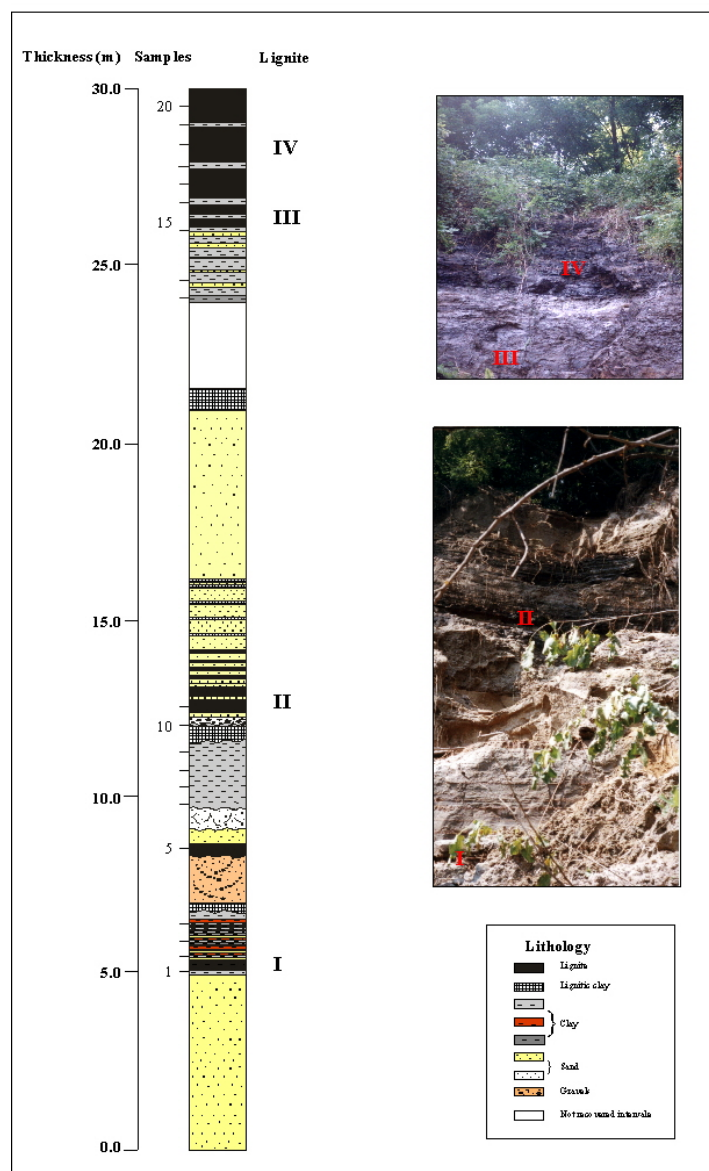 Thickness (m) Samples Lignite
30.0
20
IV
15
III
25.0
IV
III
20.0
15.0
II
II
10
10.0
5
I
I
5.0
1
Lithology
Lignite
Lignitic clay
Clay
Sand
Gravels
Not recovered intervals
0.0